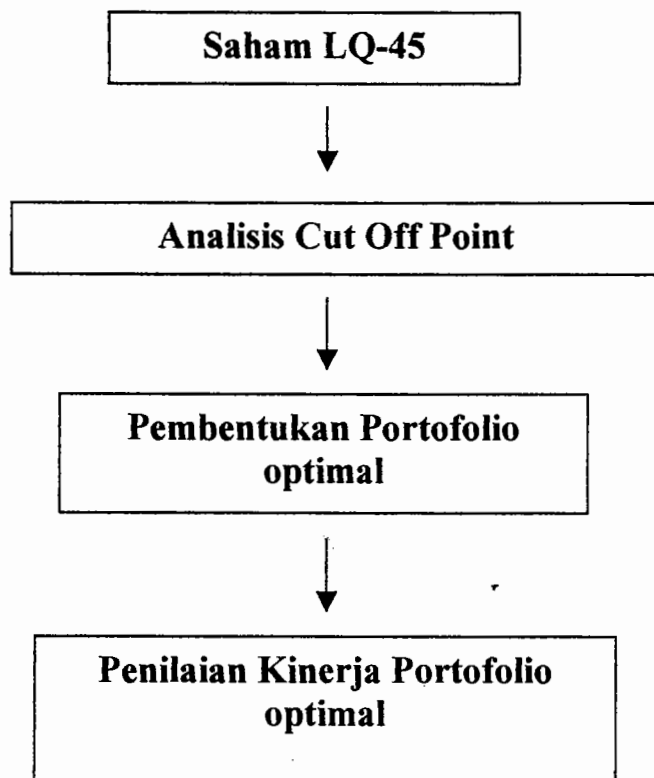 Saham LQ-45
Analisis Cut Off Point
Pembentukan Portofolio
optimal
Penilaian Kinerja Portofolio
optimal